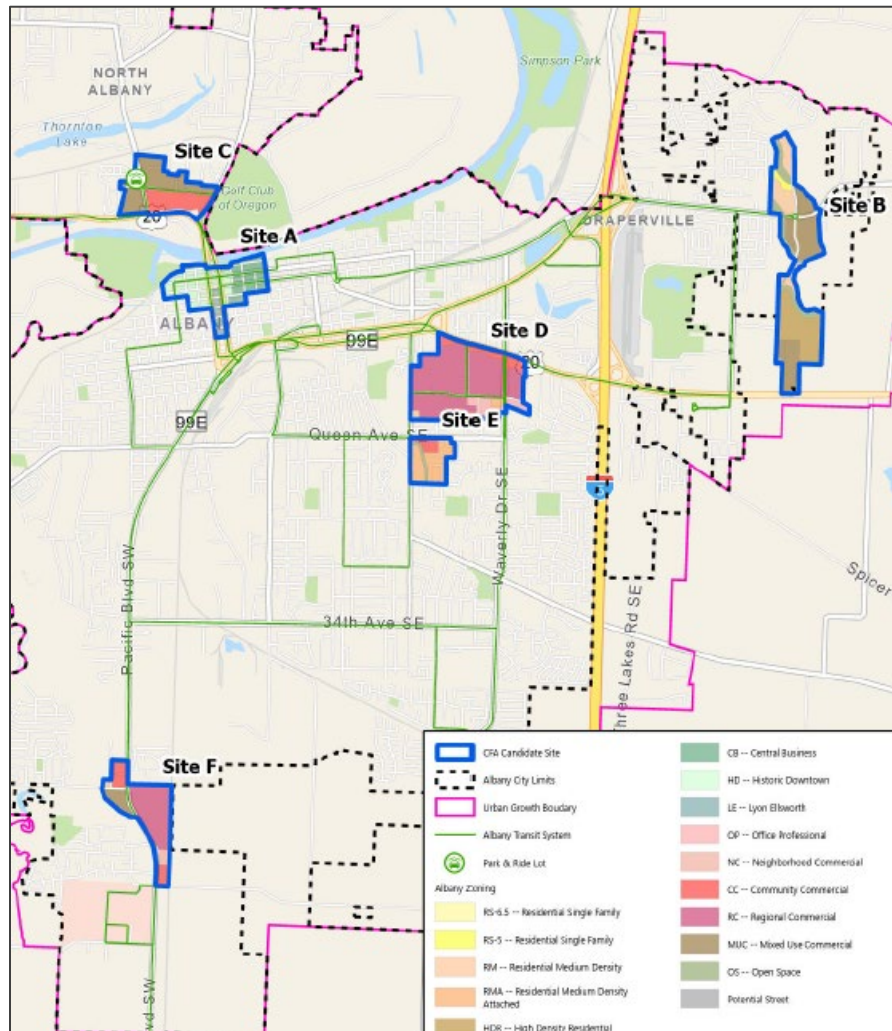 NORTH
ALBANY
Simpson Park
Thornton
Lake
Site C
Golf Club
of Oregon
20
DRAPERVILLE
Site B
Site A
ALBANY
99E
Site D
20
99E
Site E
Queen Ave SE
Waverly Dr SE
Pacific Blvd SW
Spicer
34th Ave SE
Three Lakes Rd SE
Site F
vd SW
CFA Candidate Site
Albany City Limits
Urban Growth Boudary
Albany Transit System
Park & Ride Lot
Albany Zoning
RS-6.5 -- Residential Single Family
RS-5 -- Residential Single Family
RM -- Residential Medium Density
RMA -- Residential Medium Density
Attached
HDR -- High Density Residential
CB -- Central Business
HD -- Historic Downtown
LE -- Lyon Ellsworth
OP -- Office Professional
NC -- Neighborhood Commercial
CC -- Community Commercial
RC -- Regional Commercial
MUC -- Mixed Use Commercial
OS -- Open Space
Potential Street